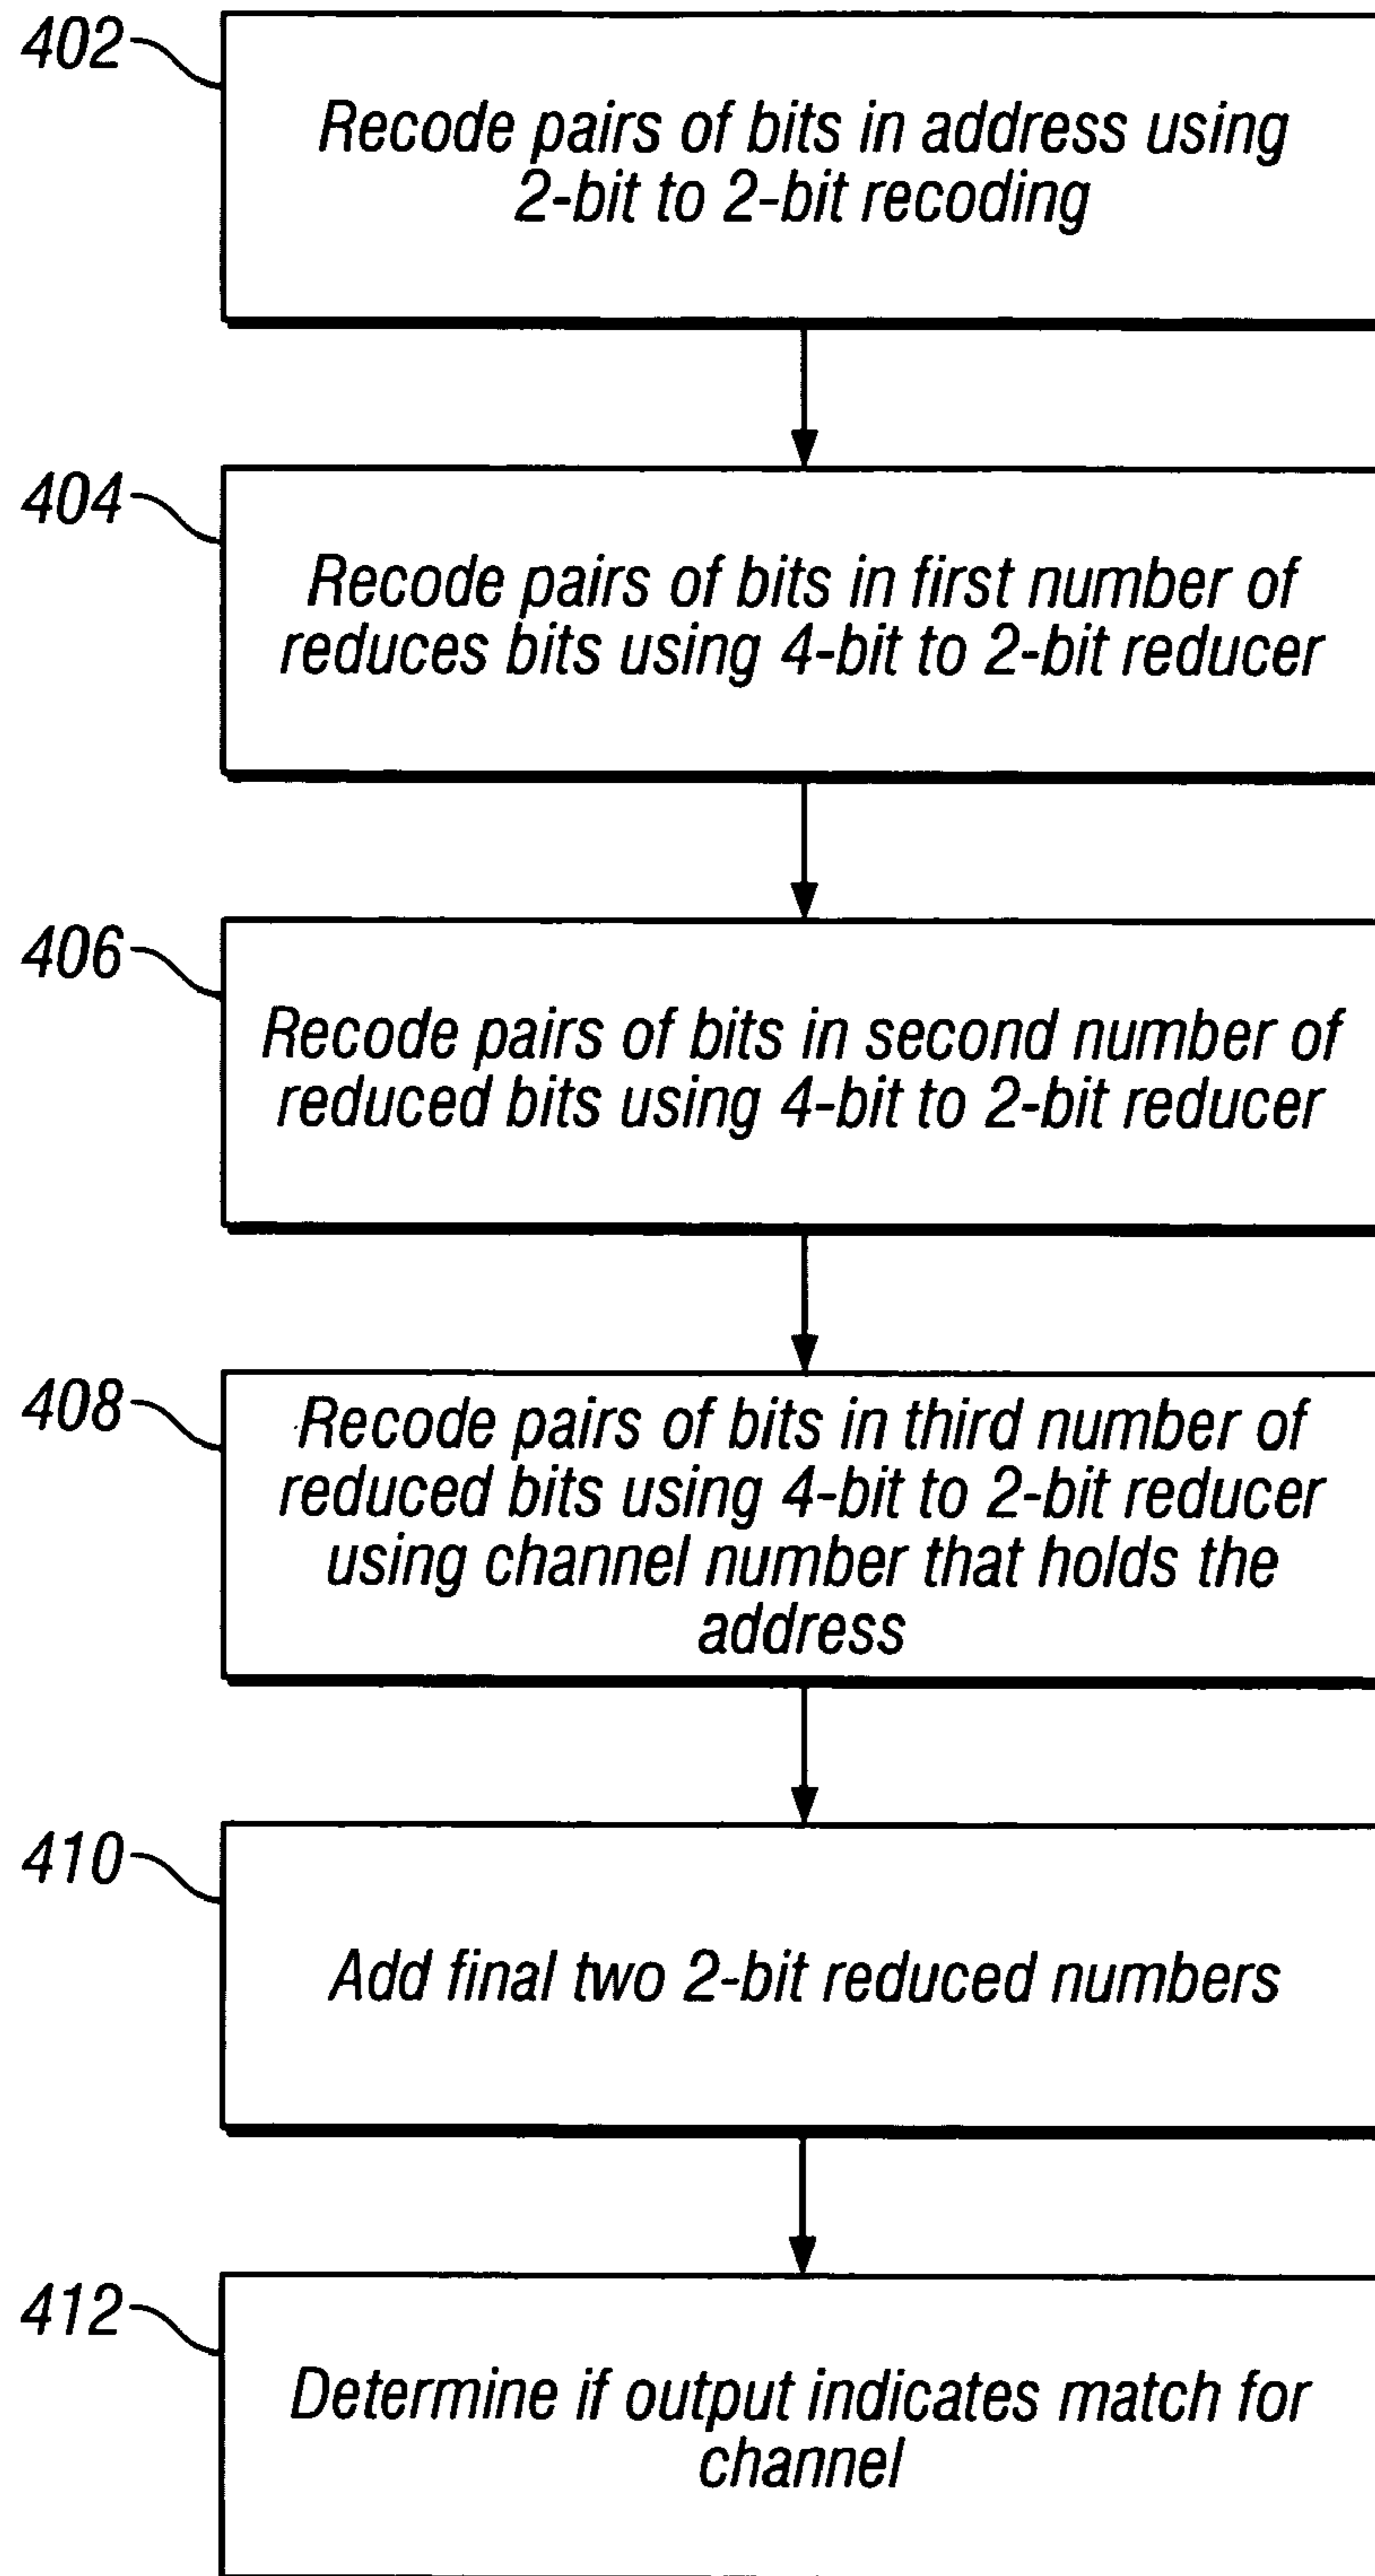 402
Recode pairs of bits in address using
2-bit to 2-bit recoding
404
Recode pairs of bits in first number of
reduces bits using 4-bit to 2-bit reducer
406
Recode pairs of bits in second number of
reduced bits using 4-bit to 2-bit reducer
408
Recode pairs of bits in third number of
reduced bits using 4-bit to 2-bit reducer
using channel number that holds the
address
410
Add final two 2-bit reduced numbers
412
Determine if output indicates match for
channel